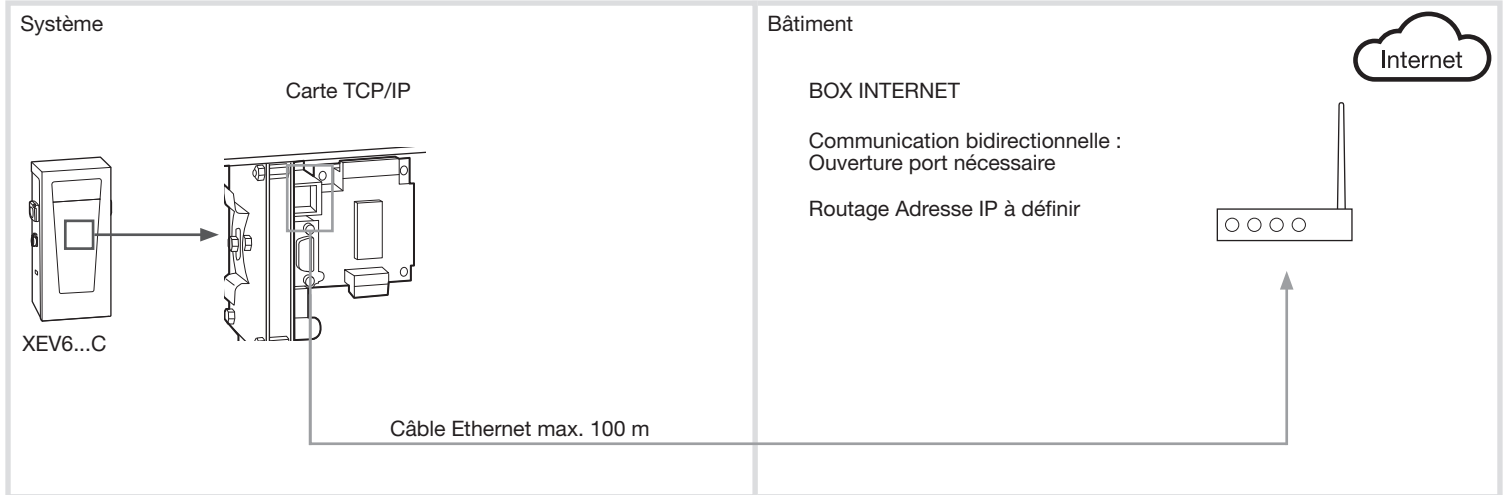 Système
Carte TCP/IP
XEV6...C
Câble Ethernet max. 100 m
Bâtiment
Internet
BOX INTERNET
Communication bidirectionnelle :
Ouverture port nécessaire
Routage Adresse IP à définir